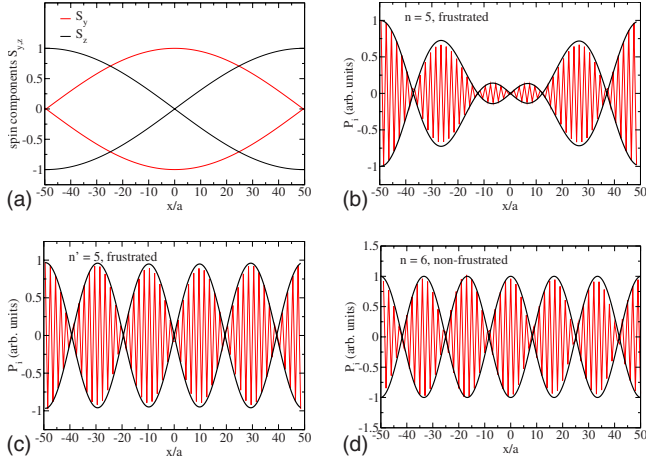 S_y
S_z
spin components S_{y,z}
1
0.5
0
-0.5
-1
-50 -40 -30 -20 -10 0 10 20 30 40 50
x/a
(a)
n = 5, frustrated
P_i (arb. units)
1
0.5
0
-0.5
-1
-50 -40 -30 -20 -10 0 10 20 30 40 50
x/a
(b)
n' = 5, frustrated
P_i (arb. units)
1
0.5
0
-0.5
-1
-50 -40 -30 -20 -10 0 10 20 30 40 50
x/a
(c)
n = 6, non-frustrated
P_i (arb. units)
1.5
1
0.5
0
-0.5
-1
-1.5
-50 -40 -30 -20 -10 0 10 20 30 40 50
x/a
(d)